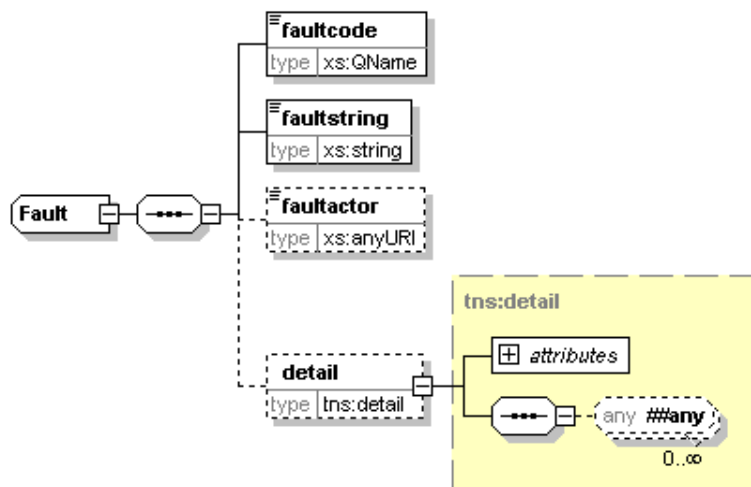 faultcode
type xs:QName
faultstring
type xs:string
Fault
faultactor
type xs:anyURI
tns:detail
attributes
detail
type tns:detail
any ##any
0..∞